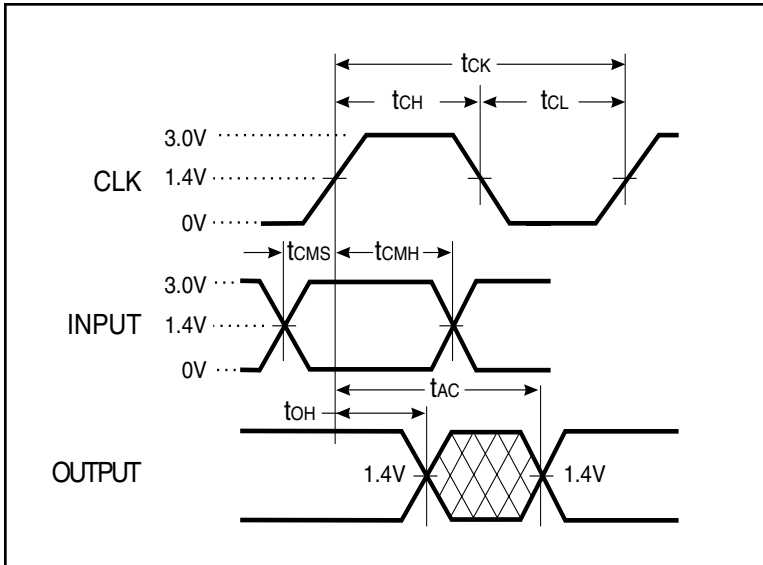 tCK
tCH tCL
3.0V
CLK 1.4V
0V
tCMS tCMH
3.0V
INPUT 1.4V
0V
tAC
tOH
OUTPUT 1.4V 1.4V